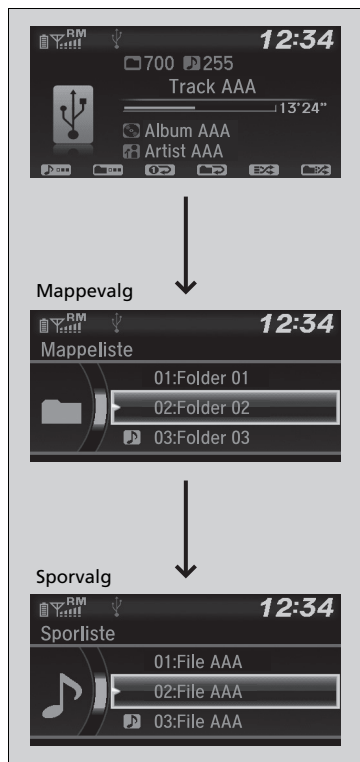 RM 12:34
700 255
Track AAA
13'24"
Album AAA
Artist AAA
Mappevalg
RM 12:34
Mappeliste
01:Folder 01
02:Folder 02
03:Folder 03
Sporvalg
RM 12:34
Sporliste
01:File AAA
02:File AAA
03:File AAA